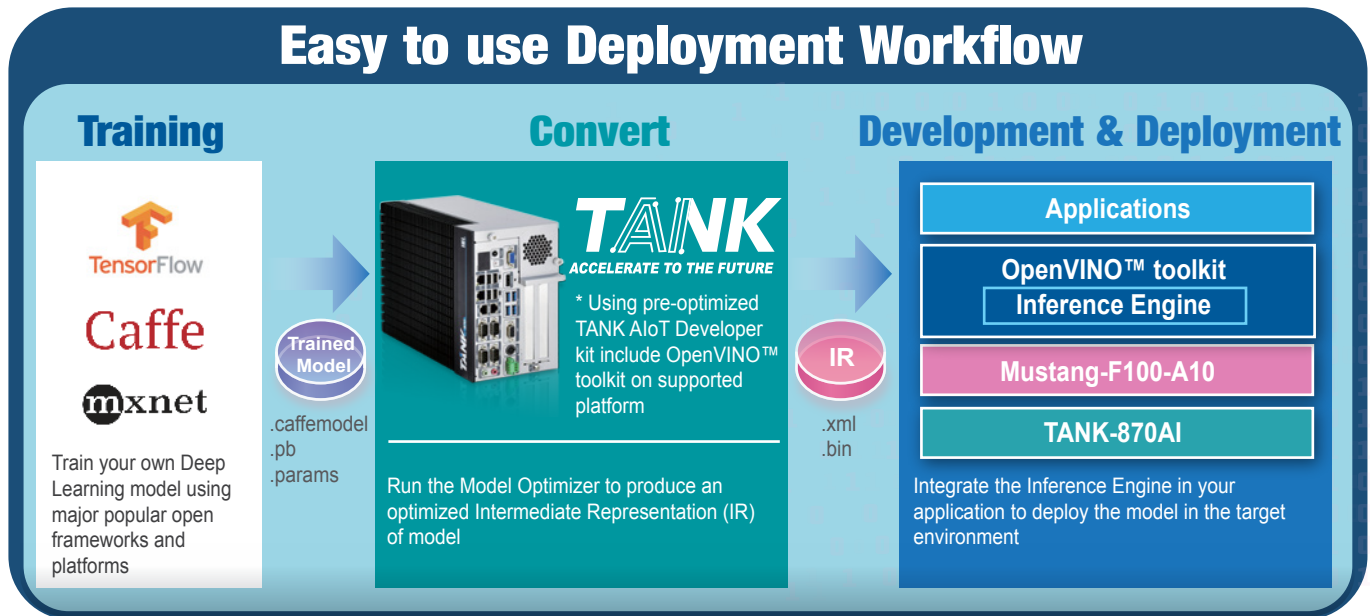 Easy to use Deployment Workflow
Training
TensorFlow
Caffe
mxnet
Train your own Deep
Learning model using
major popular open
frameworks and
platforms
Trained
Model
.caffemodel
.pb
.params
Convert
TANK
ACCELERATE TO THE FUTURE
* Using pre-optimized
TANK AIoT Developer
kit include OpenVINO™
toolkit on supported
platform
TANK
Run the Model Optimizer to produce an
optimized Intermediate Representation (IR)
of model
IR
.xml
.bin
Development & Deployment
Applications
OpenVINO™ toolkit
Inference Engine
Mustang-F100-A10
TANK-870AI
Integrate the Inference Engine in your
application to deploy the model in the target
environment